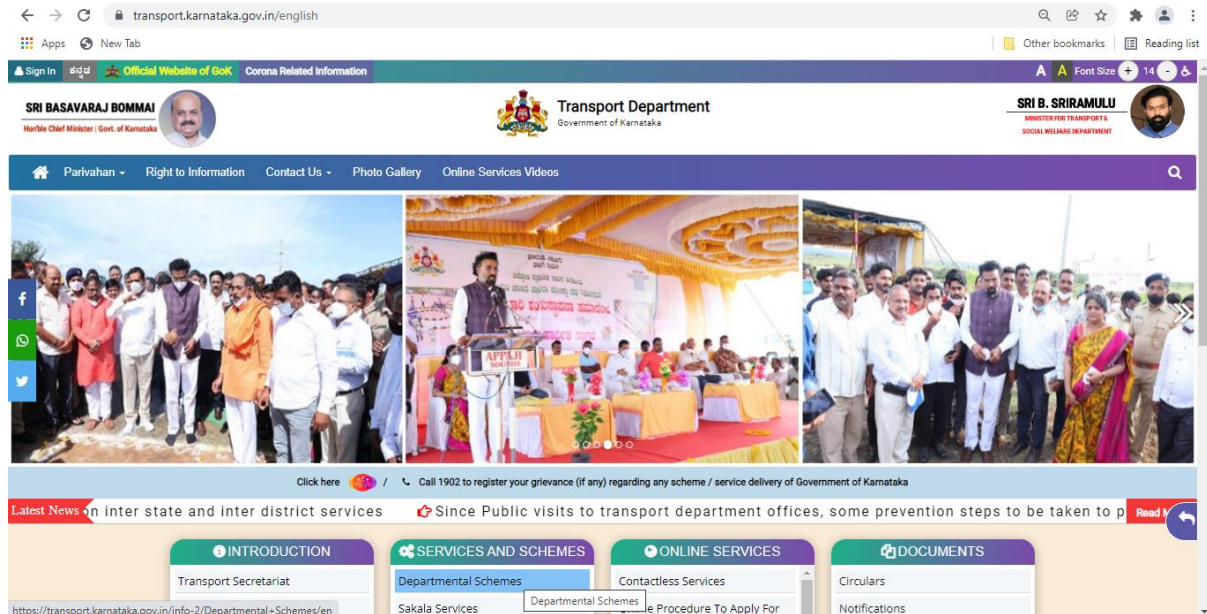 transport.karnataka.gov.in/english
Apps New Tab Other bookmarks Reading list
Sign In ಕನ್ನಡ Official Website of GoK Corona Related Information A A Font Size + 14 -
SRI BASAVARAJ BOMMAI
Hon'ble Chief Minister | Govt. of Karnataka
Transport Department
Government of Karnataka
SRI B. SRIRAMULU
MINISTER FOR TRANSPORT &
SOCIAL WELFARE DEPARTMENT
Parivahan Right to Information Contact Us Photo Gallery Online Services Videos
APPAJI
SOUNDS
Click here / Call 1902 to register your grievance (if any) regarding any scheme / service delivery of Government of Karnataka
Latest News on inter state and inter district services Since Public visits to transport department offices, some prevention steps to be taken to p Read M
INTRODUCTION SERVICES AND SCHEMES ONLINE SERVICES DOCUMENTS
Transport Secretariat Departmental Schemes Contactless Services Circulars
Departmental Schemes
Sakala Services Procedure To Apply For Notifications
https://transport.karnataka.gov.in/info-2/Departmental+Schemes/en